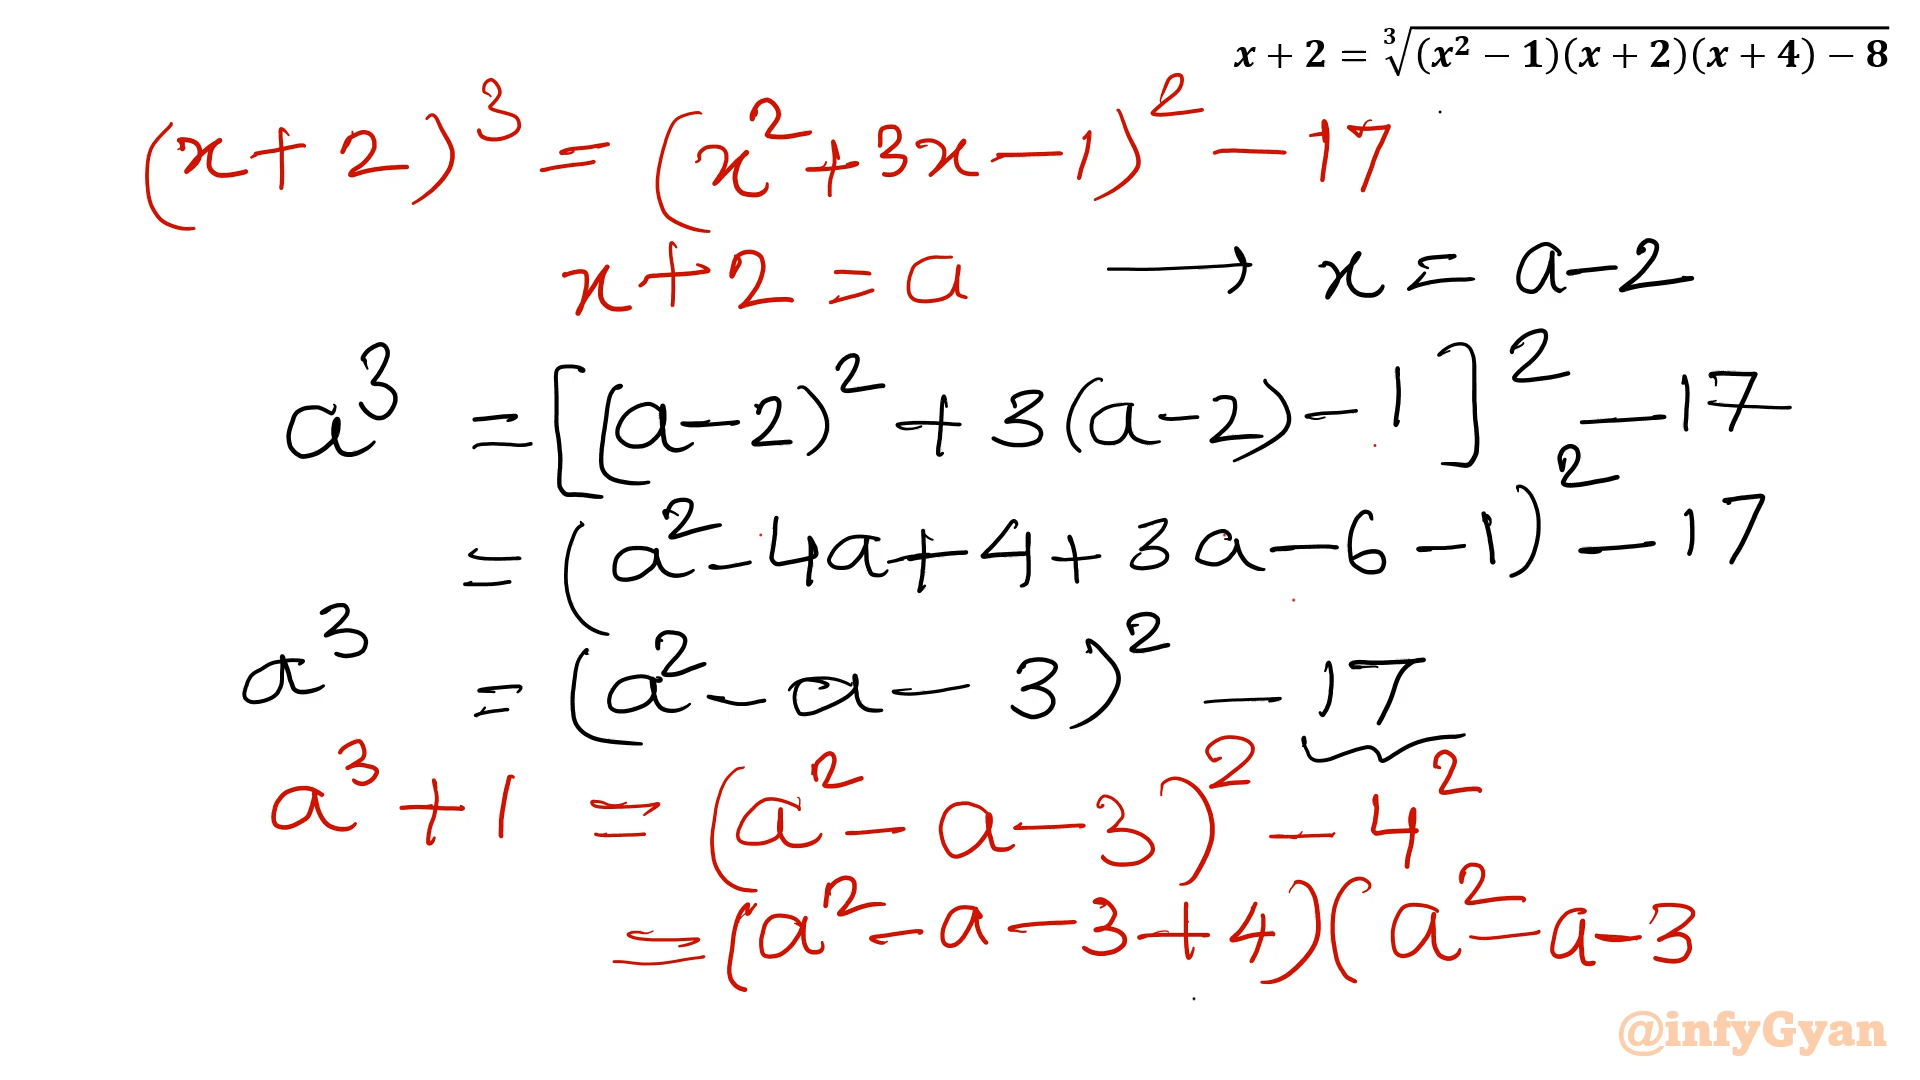 x + 2 = ∛((x² − 1)(x + 2)(x + 4) − 8)
(x+2)³ = (x²+3x−1)² −17
x+2 = a → x = a−2
a³ = [(a−2)² + 3(a−2)−1]² −17
= (a²−4a+4+3a−6−1)² −17
a³ = (a²−a−3)² −17
a³+1 = (a²−a−3)² −4²
= (a²−a−3+4)(a²−a−3
@infyGyan